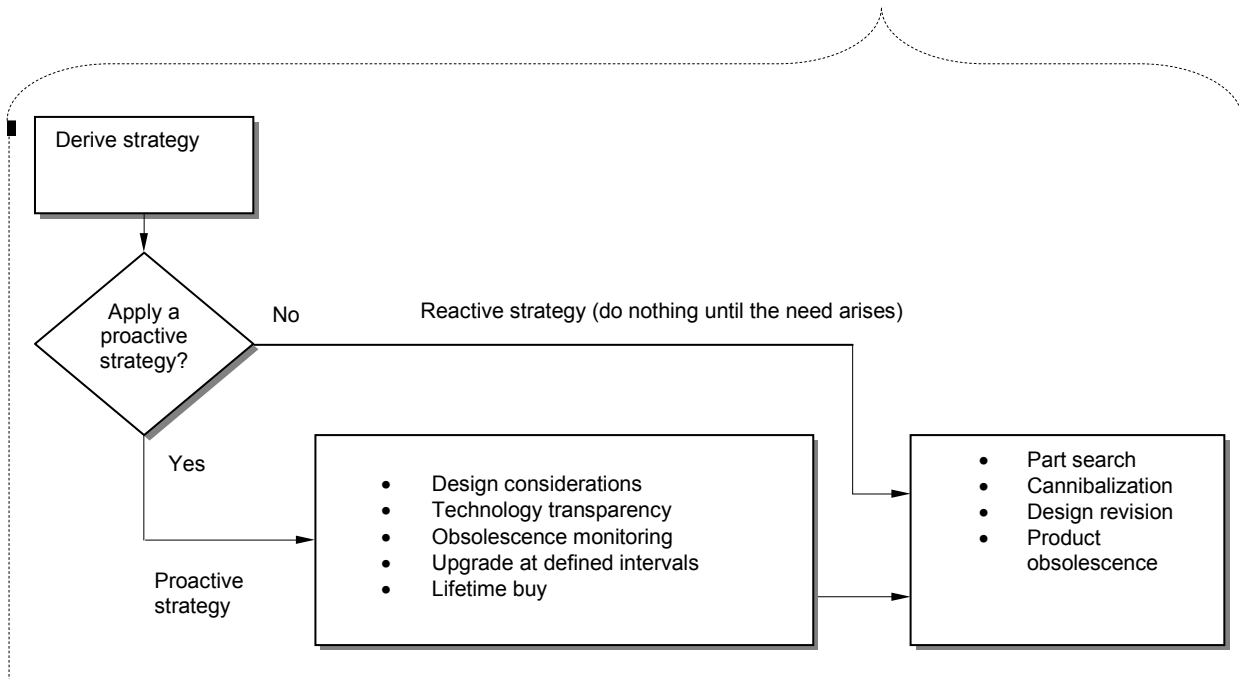 Derive strategy
Apply a
proactive
strategy?
No
Reactive strategy (do nothing until the need arises)
Yes
Proactive
strategy
• Design considerations
• Technology transparency
• Obsolescence monitoring
• Upgrade at defined intervals
• Lifetime buy
• Part search
• Cannibalization
• Design revision
• Product
obsolescence